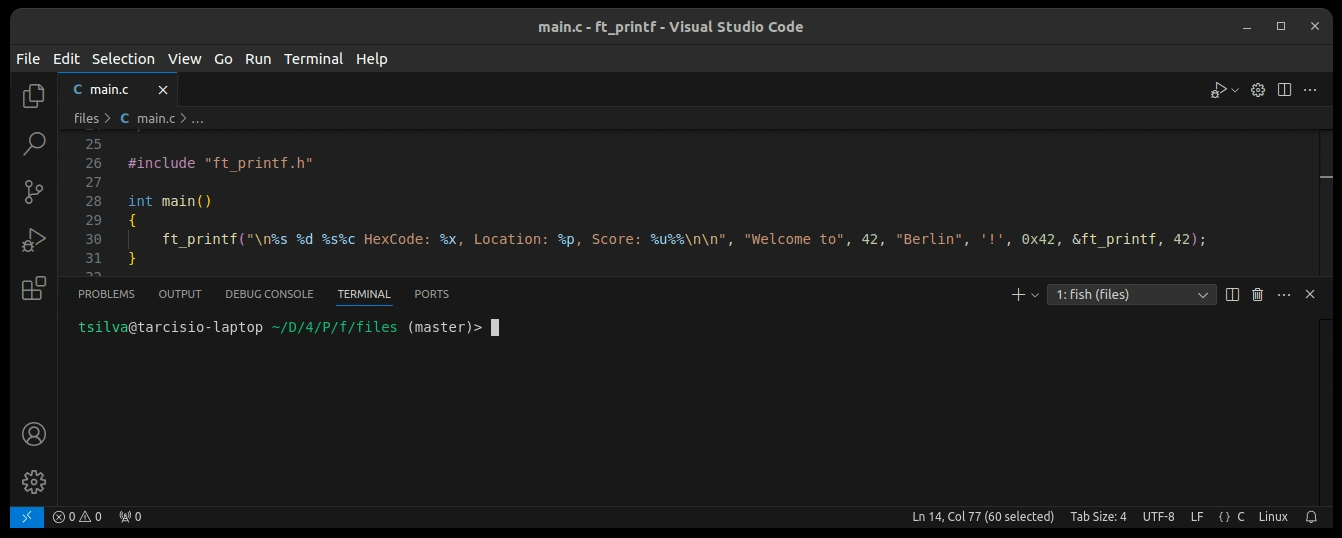 main.c - ft_printf - Visual Studio Code
File Edit Selection View Go Run Terminal Help
C main.c
files > C main.c > ...
25
26 #include "ft_printf.h"
27
28 int main()
29 {
30 ft_printf("\n%s %d %s%c HexCode: %x, Location: %p, Score: %u%%\n\n", "Welcome to", 42, "Berlin", '!', 0x42, &ft_printf, 42);
31 }
PROBLEMS OUTPUT DEBUG CONSOLE TERMINAL PORTS 1: fish (files)
tsilva@tarcisio-laptop ~/D/4/P/f/files (master)>
0 0 0 Ln 14, Col 77 (60 selected) Tab Size: 4 UTF-8 LF {} C Linux